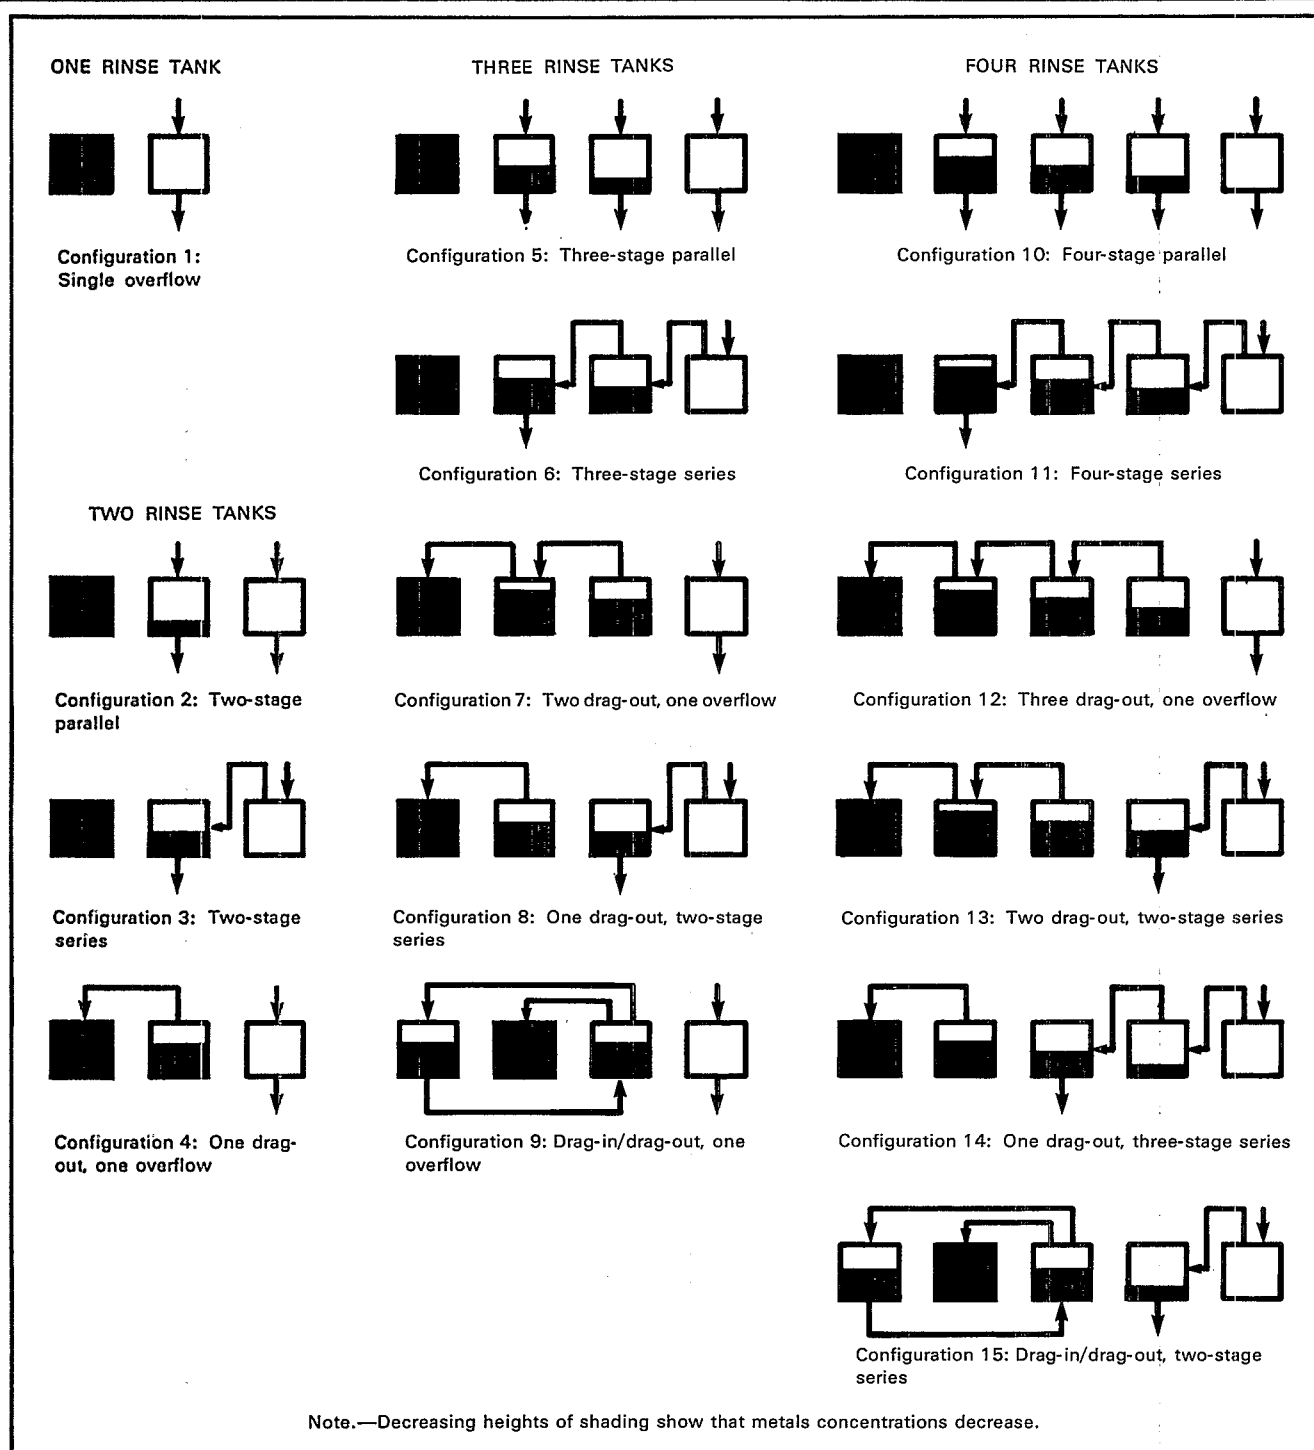 ONE RINSE TANK
Configuration 1:
Single overflow
TWO RINSE TANKS
Configuration 2: Two-stage
parallel
Configuration 3: Two-stage
series
Configuration 4: One drag-
out, one overflow
THREE RINSE TANKS
Configuration 5: Three-stage parallel
Configuration 6: Three-stage series
Configuration 7: Two drag-out, one overflow
Configuration 8: One drag-out, two-stage
series
Configuration 9: Drag-in/drag-out, one
overflow
FOUR RINSE TANKS
Configuration 10: Four-stage parallel
Configuration 11: Four-stage series
Configuration 12: Three drag-out, one overflow
Configuration 13: Two drag-out, two-stage series
Configuration 14: One drag-out, three-stage series
Configuration 15: Drag-in/drag-out, two-stage
series
Note.—Decreasing heights of shading show that metals concentrations decrease.